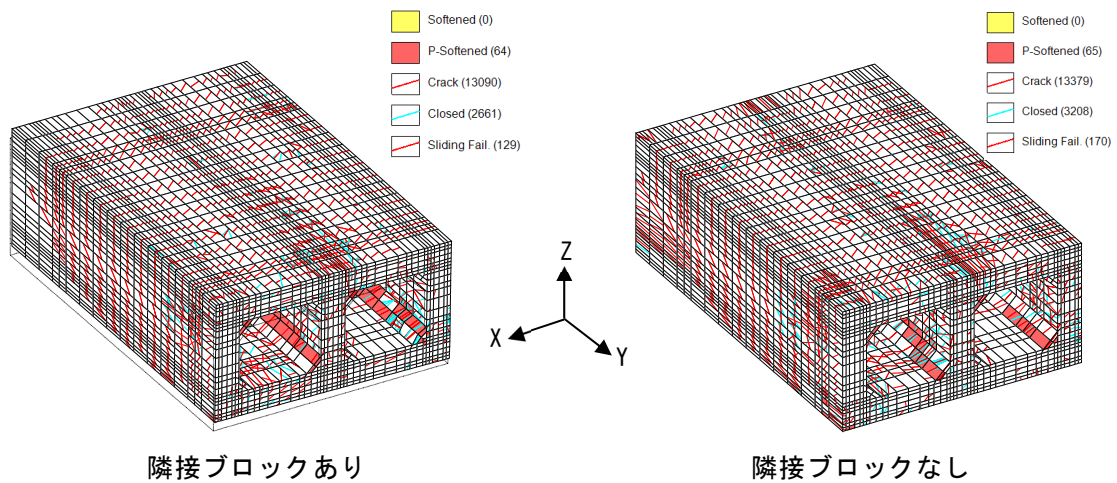 Softened (0)
P-Softened (64)
Crack (13090)
Closed (2661)
Sliding Fail. (129)
Softened (0)
P-Softened (65)
Crack (13379)
Closed (3208)
Sliding Fail. (170)
Z
X
Y
隣接ブロックあり
隣接ブロックなし